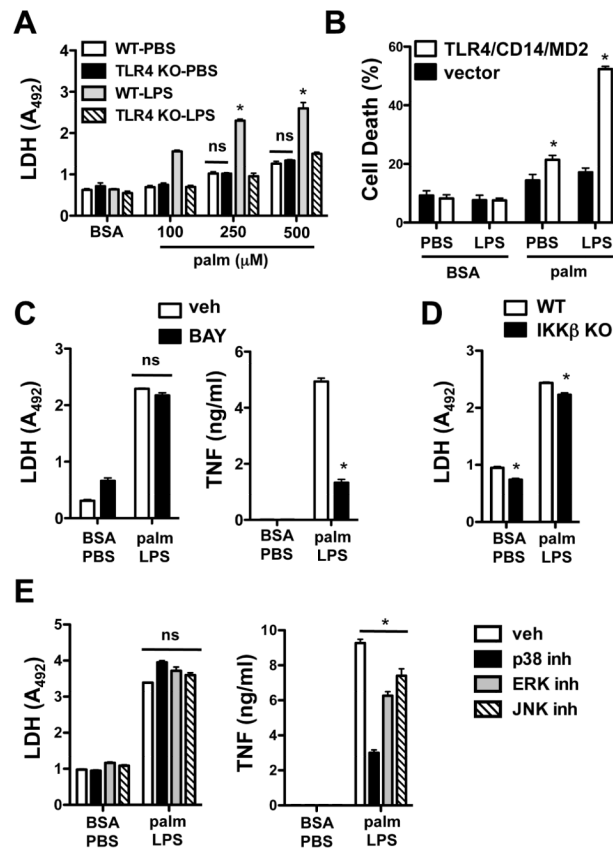 A
WT-PBS
TLR4 KO-PBS
WT-LPS
TLR4 KO-LPS
LDH (A492)
4
3
2
1
0
ns
*
ns
*
BSA
100
250
500
palm (μM)
B
TLR4/CD14/MD2
vector
Cell Death (%)
60
40
20
0
*
*
PBS
LPS
PBS
LPS
BSA
palm
C
veh
BAY
LDH (A492)
3
2
1
0
ns
BSA
PBS
palm
LPS
TNF (ng/ml)
6
4
2
0
*
BSA
PBS
palm
LPS
D
WT
IKKβ KO
LDH (A492)
3
2
1
0
*
*
BSA
PBS
palm
LPS
E
LDH (A492)
5
4
3
2
1
0
ns
BSA
PBS
palm
LPS
TNF (ng/ml)
12
9
6
3
0
*
BSA
PBS
palm
LPS
veh
p38 inh
ERK inh
JNK inh